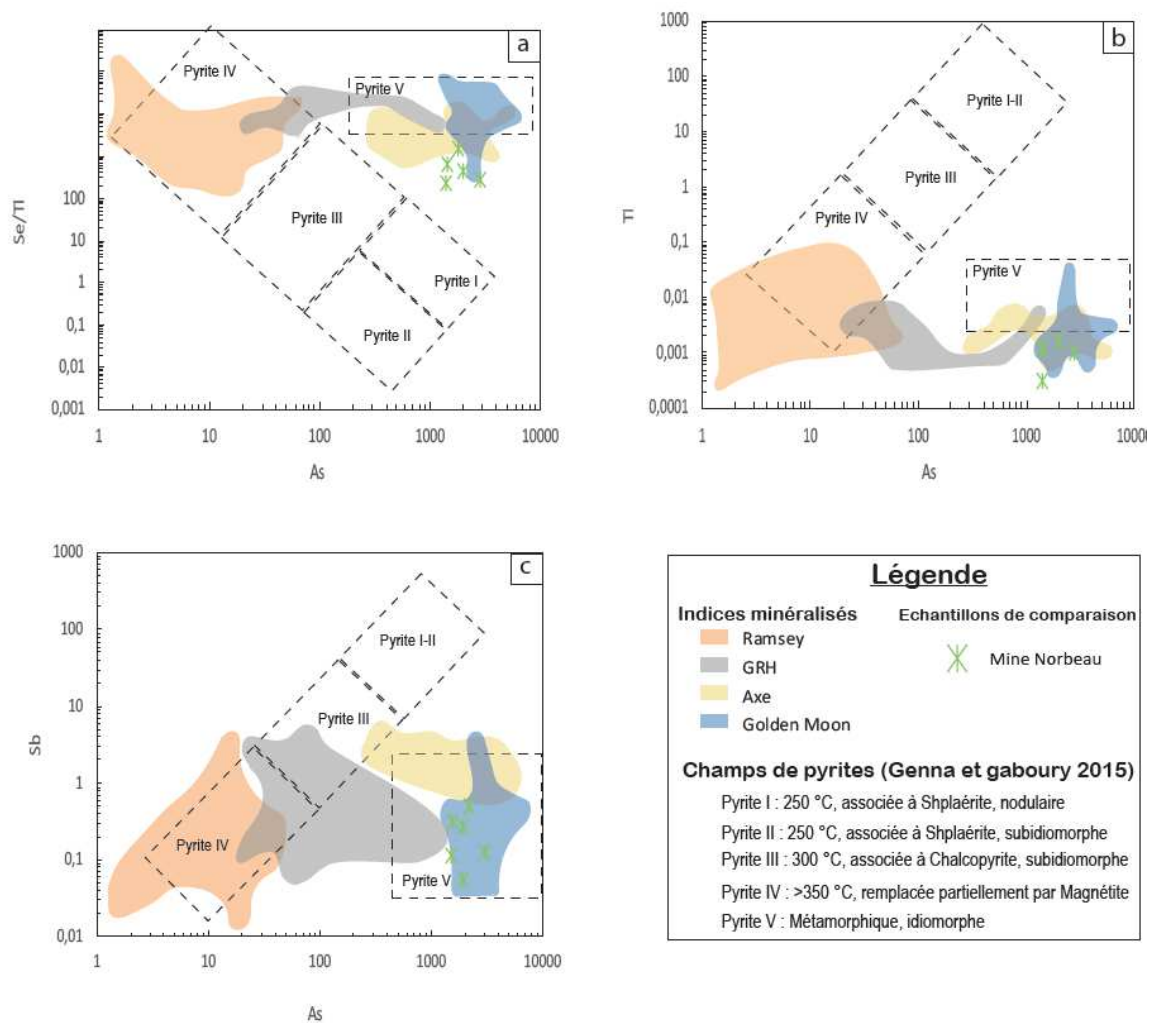 a
Pyrite IV
Pyrite V
Pyrite III
Pyrite I
Pyrite II
100
10
1
0,1
0,01
0,001
Se/Tl
1
10
100
1000
10000
As
b
1000
100
10
1
0,1
0,01
0,001
0,0001
Tl
Pyrite I-II
Pyrite III
Pyrite IV
Pyrite V
1
10
100
1000
1000
As
c
1000
100
10
1
0,1
0,01
Sb
Pyrite I-II
Pyrite III
Pyrite IV
Pyrite V
1
10
100
1000
10000
As
Légende
Indices minéralisés
Ramsey
GRH
Axe
Golden Moon
Echantillons de comparaison
Mine Norbeau
Champs de pyrites (Genna et gaboury 2015)
Pyrite I : 250 °C, associée à Shplaérite, nodulaire
Pyrite II : 250 °C, associée à Shplaérite, subidiomorphe
Pyrite III : 300 °C, associée à Chalcopyrite, subidiomorphe
Pyrite IV : >350 °C, remplacée partiellement par Magnétite
Pyrite V : Métamorphique, idiomorphe